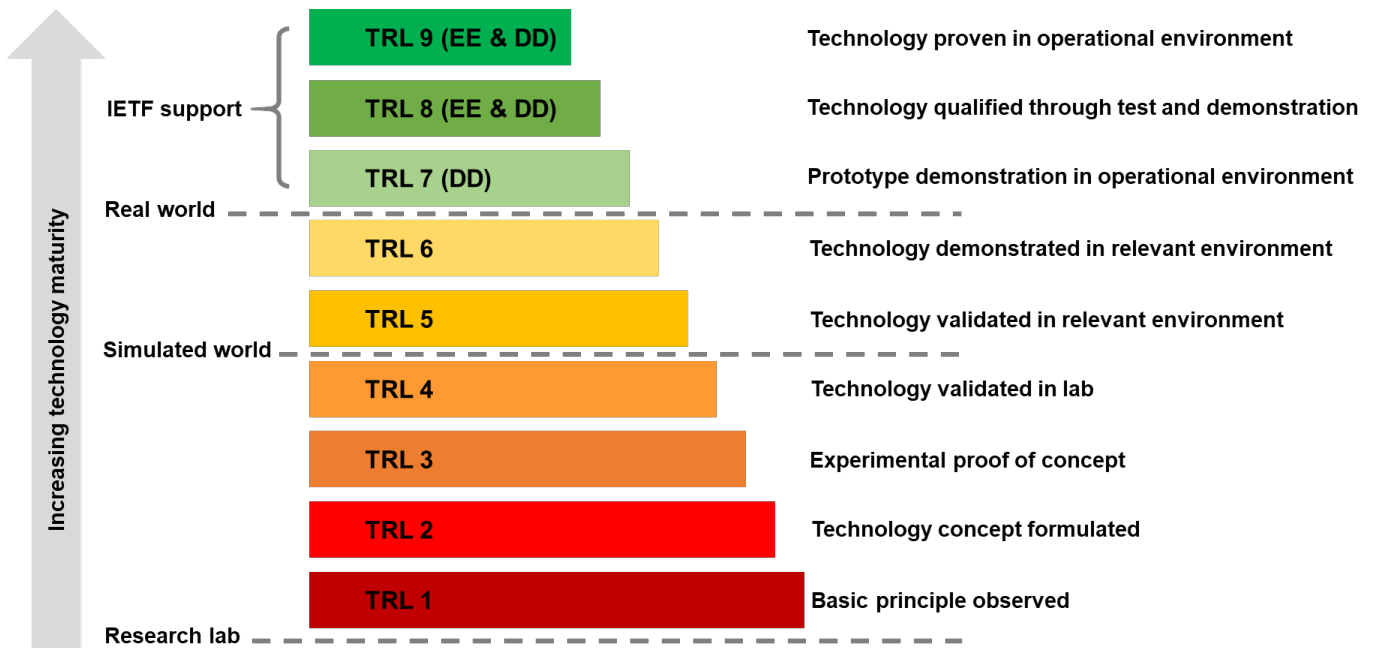 TRL 9 (EE & DD) Technology proven in operational environment
IETF support TRL 8 (EE & DD) Technology qualified through test and demonstration
TRL 7 (DD) Prototype demonstration in operational environment
Real world
TRL 6 Technology demonstrated in relevant environment
TRL 5 Technology validated in relevant environment
Simulated world
TRL 4 Technology validated in lab
TRL 3 Experimental proof of concept
TRL 2 Technology concept formulated
TRL 1 Basic principle observed
Research lab
Increasing technology maturity